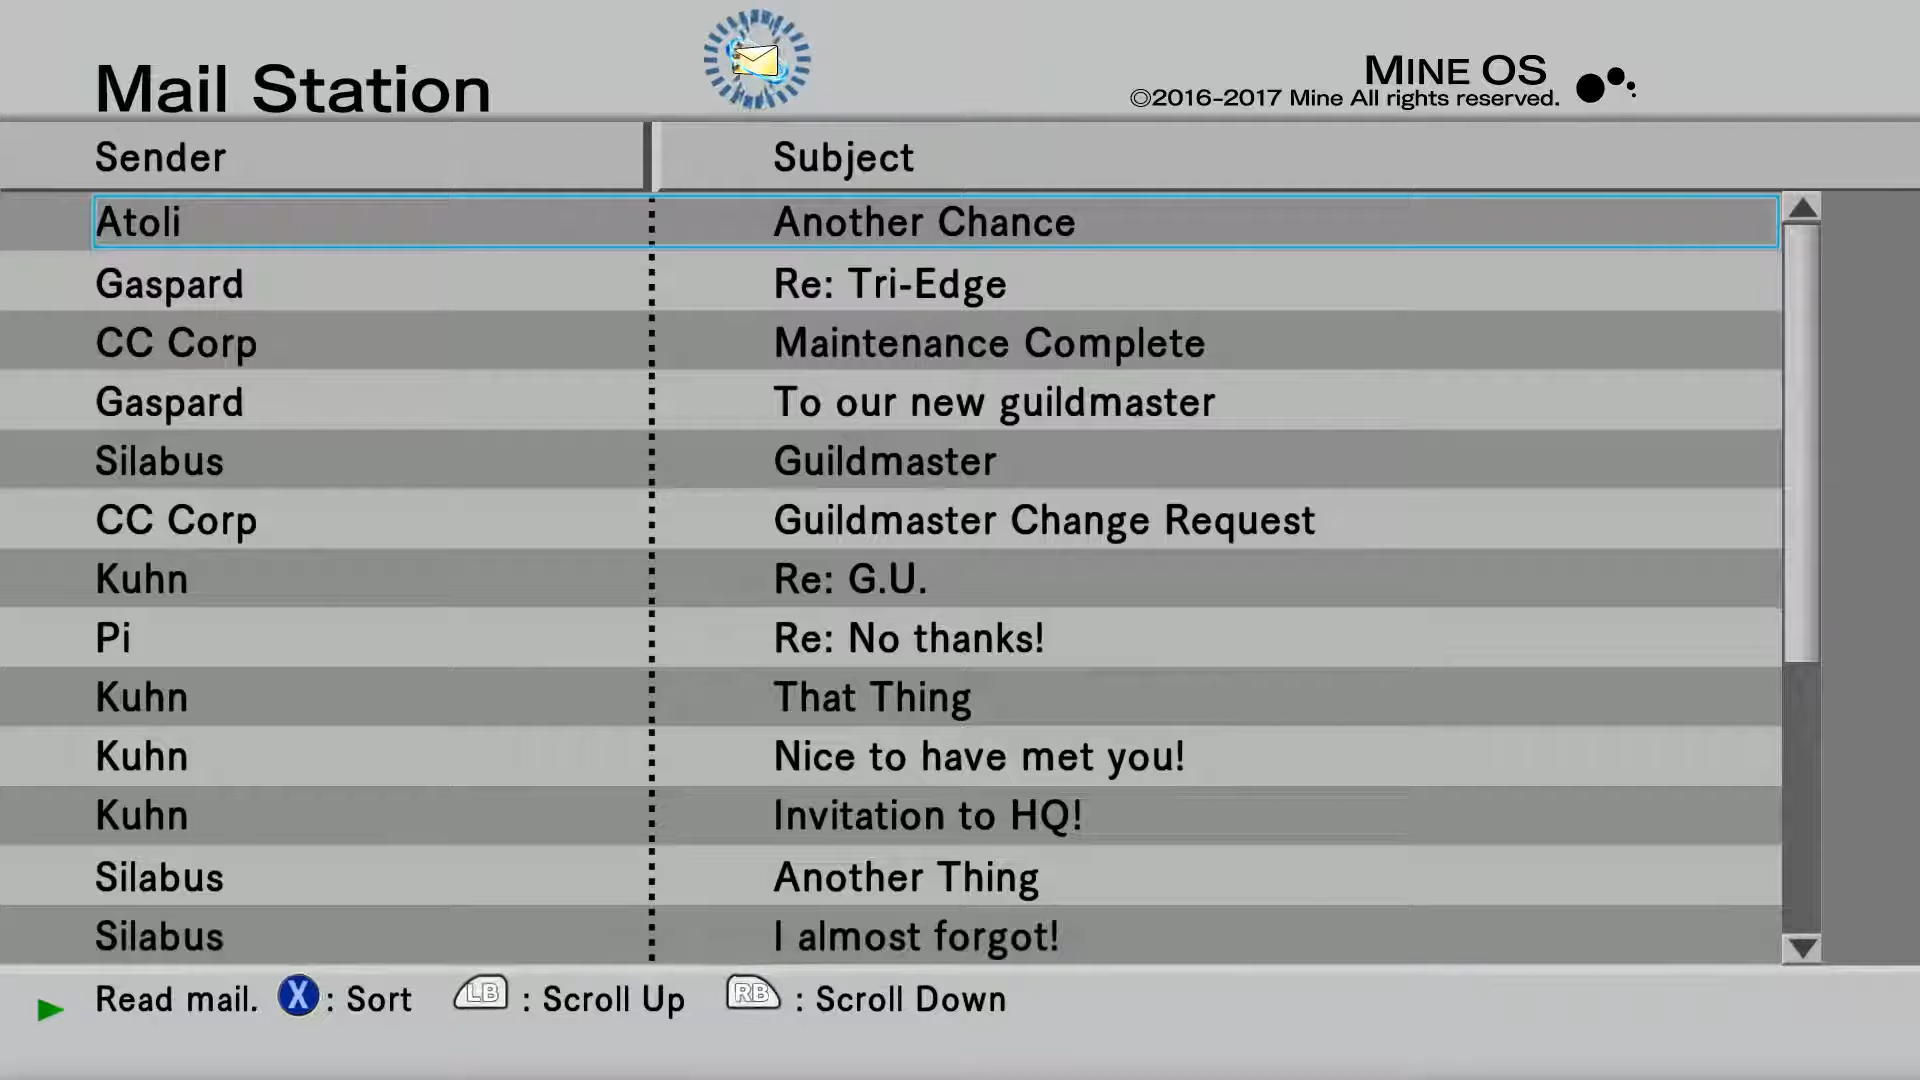 Mail Station
MINE OS
©2016-2017 Mine All rights reserved.
Sender Subject
Atoli Another Chance
Gaspard Re: Tri-Edge
CC Corp Maintenance Complete
Gaspard To our new guildmaster
Silabus Guildmaster
CC Corp Guildmaster Change Request
Kuhn Re: G.U.
Pi Re: No thanks!
Kuhn That Thing
Kuhn Nice to have met you!
Kuhn Invitation to HQ!
Silabus Another Thing
Silabus I almost forgot!
Read mail. X : Sort LB : Scroll Up RB : Scroll Down